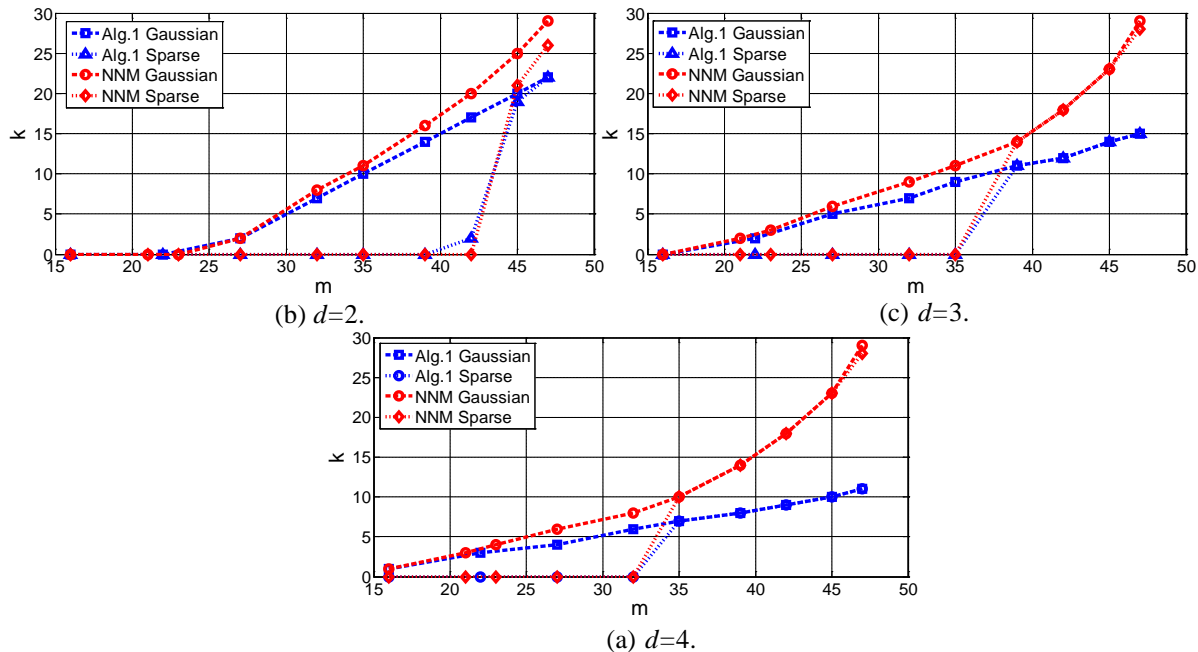 30
25
20
15
10
5
0
k
Alg.1 Gaussian
Alg.1 Sparse
NNM Gaussian
NNM Sparse
15 20 25 30 35 40 45 50
m
(b) d=2.
30
25
20
15
10
5
0
k
Alg.1 Gaussian
Alg.1 Sparse
NNM Gaussian
NNM Sparse
15 20 25 30 35 40 45 50
m
(c) d=3.
30
25
20
15
10
5
0
k
Alg.1 Gaussian
Alg.1 Sparse
NNM Gaussian
NNM Sparse
15 20 25 30 35 40 45 50
m
(a) d=4.